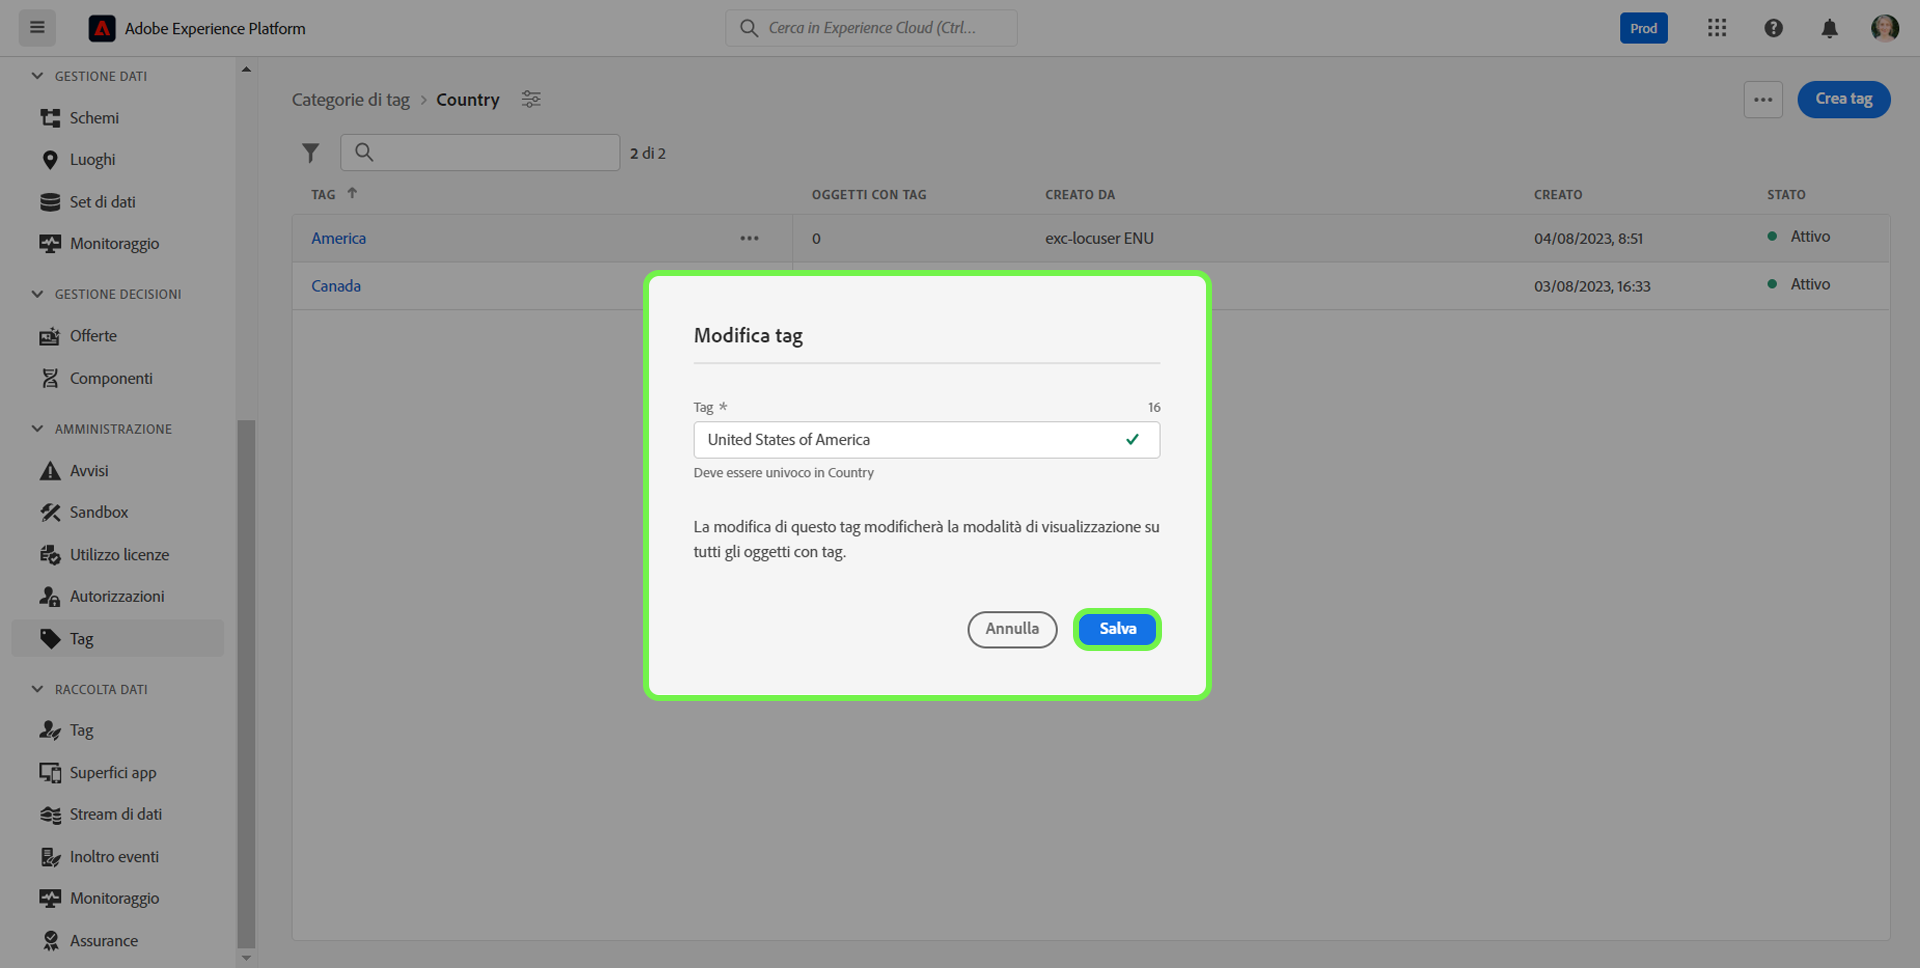 Adobe Experience Platform
Cerca in Experience Cloud (Ctrl...
Prod
GESTIONE DATI
Schemi
Luoghi
Set di dati
Monitoraggio
GESTIONE DECISIONI
Offerte
Componenti
AMMINISTRAZIONE
Avvisi
Sandbox
Utilizzo licenze
Autorizzazioni
Tag
RACCOLTA DATI
Tag
Superfici app
Stream di dati
Inoltro eventi
Monitoraggio
Assurance
Categorie di tag > Country
Crea tag
2 di 2
TAG OGGETTI CON TAG CREATO DA CREATO STATO
America 0 exc-locuser ENU 04/08/2023, 8:51 Attivo
Canada 03/08/2023, 16:33 Attivo
Modifica tag
Tag * 16
United States of America
Deve essere univoco in Country
La modifica di questo tag modificherà la modalità di visualizzazione su
tutti gli oggetti con tag.
Annulla Salva